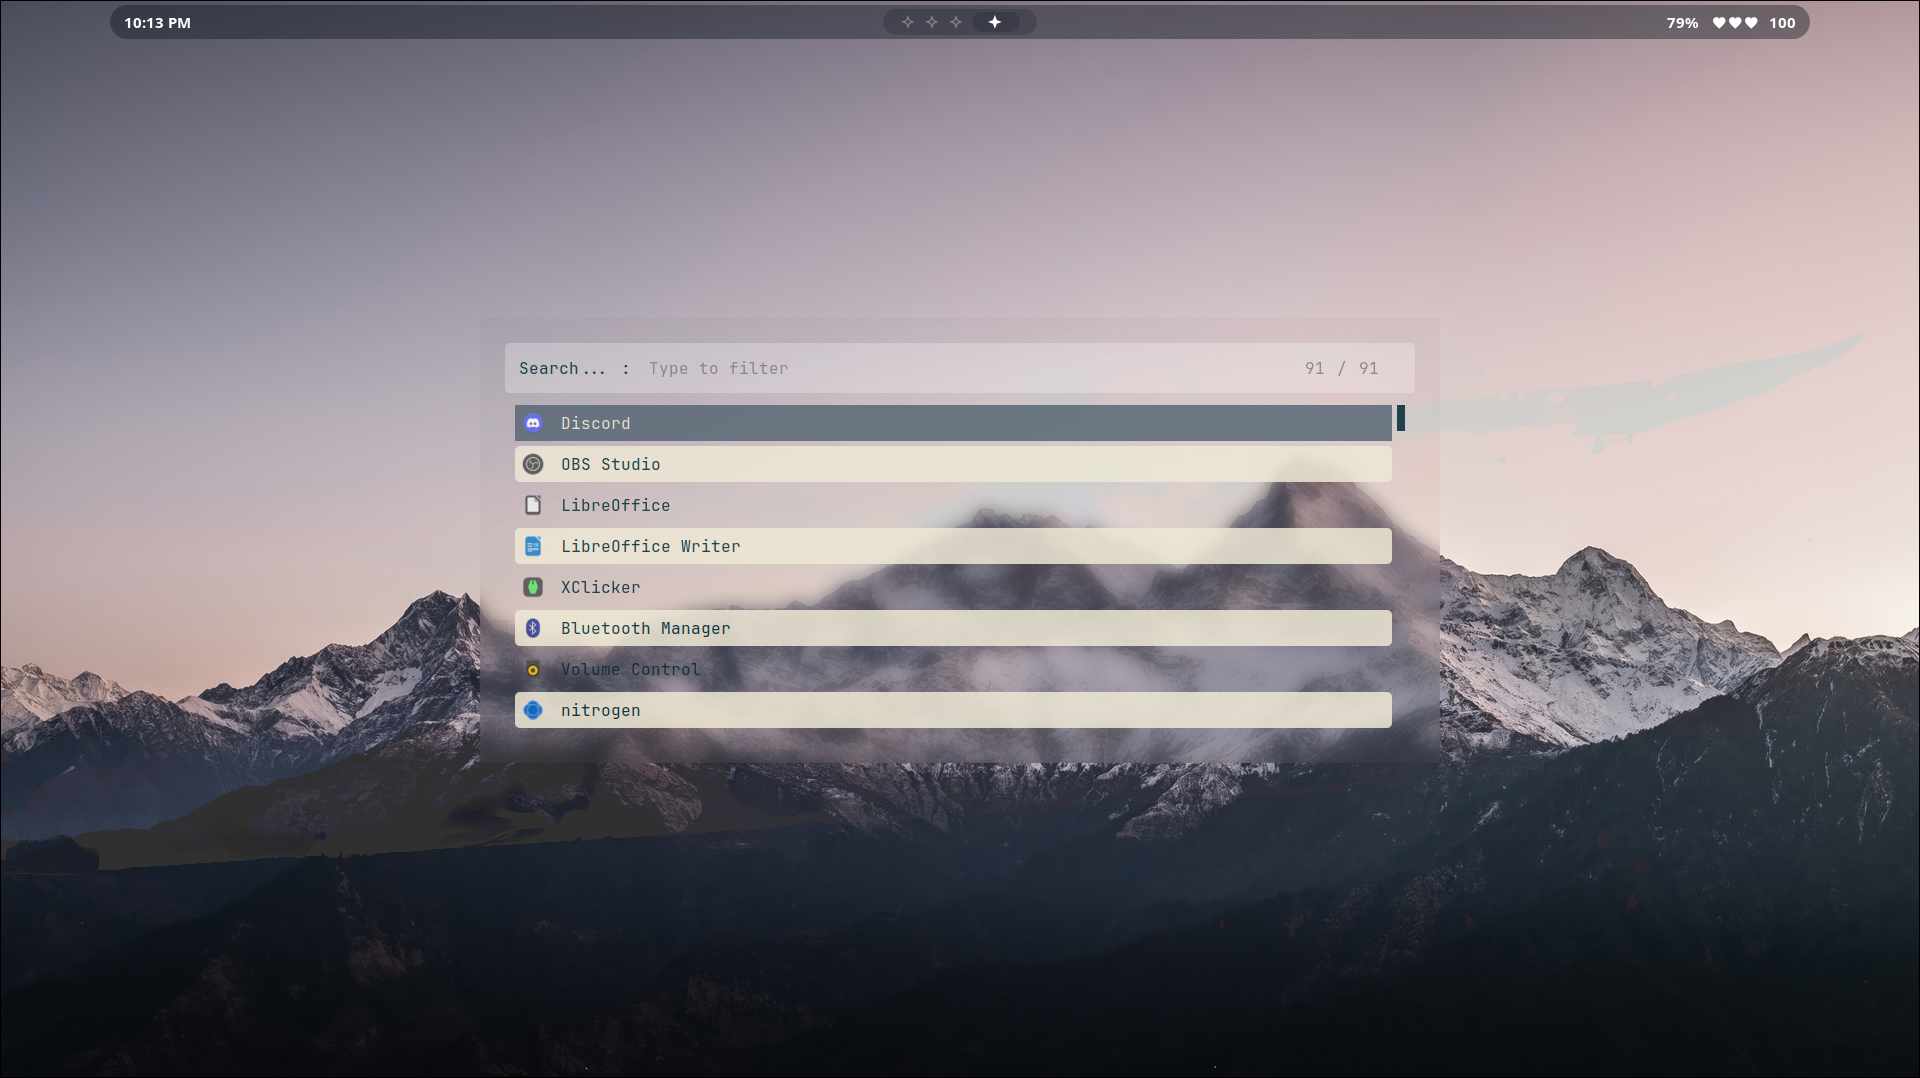 10:13 PM
79% 100
Search... : Type to filter 91 / 91
Discord
OBS Studio
LibreOffice
LibreOffice Writer
XClicker
Bluetooth Manager
Volume Control
nitrogen